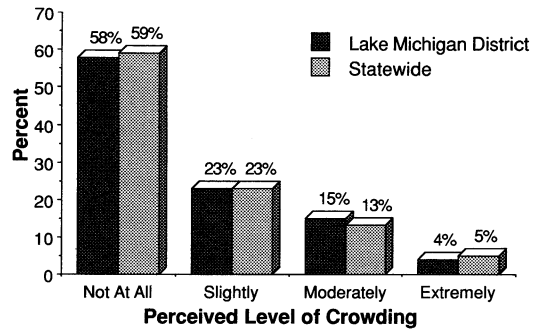 70
60
50
40
30
20
10
0
Percent
58% 59%
23% 23%
15% 13%
4% 5%
Lake Michigan District
Statewide
Not At All Slightly Moderately Extremely
Perceived Level of Crowding